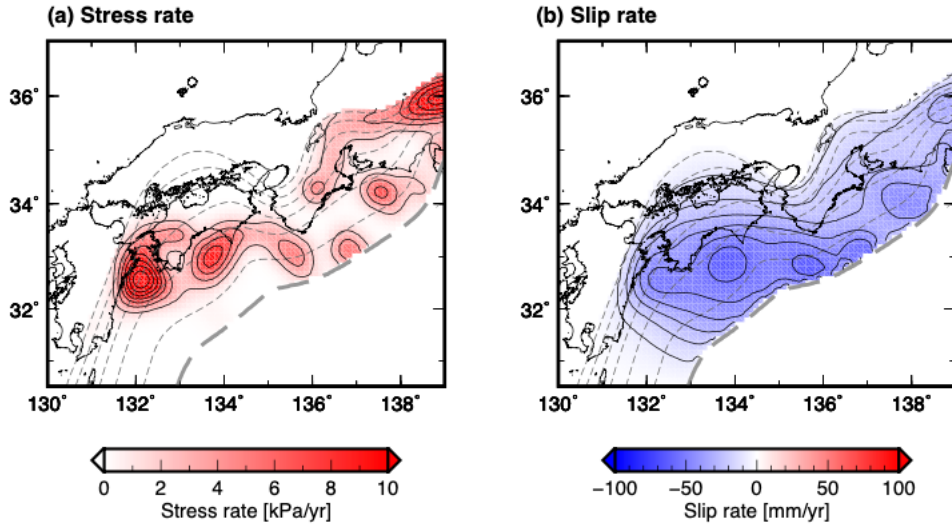 (a) Stress rate
(b) Slip rate
36°
34°
32°
130° 132° 134° 136° 138°
36°
34°
32°
130° 132° 134° 136° 138°
0 2 4 6 8 10
Stress rate [kPa/yr]
−100 −50 0 50 100
Slip rate [mm/yr]